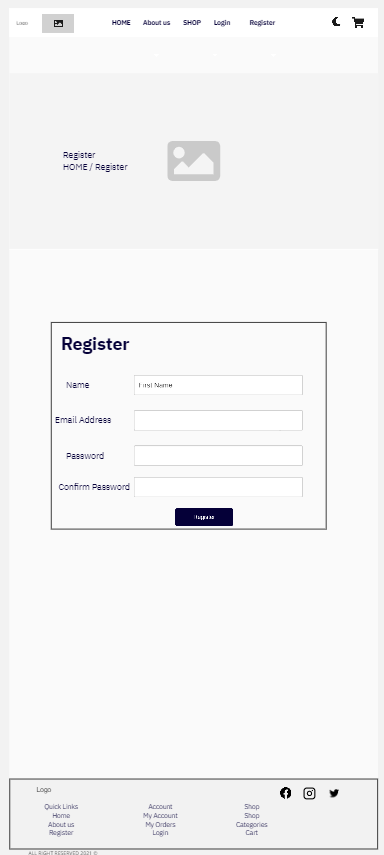 Logo
HOME About us SHOP Login Register
Register
HOME / Register
Register
Name
First Name
Email Address
Password
Confirm Password
Register
Logo
Quick Links Account Shop
Home My Account Shop
About us My Orders Categories
Register Login Cart
ALL RIGHT RESERVED 2021 ©